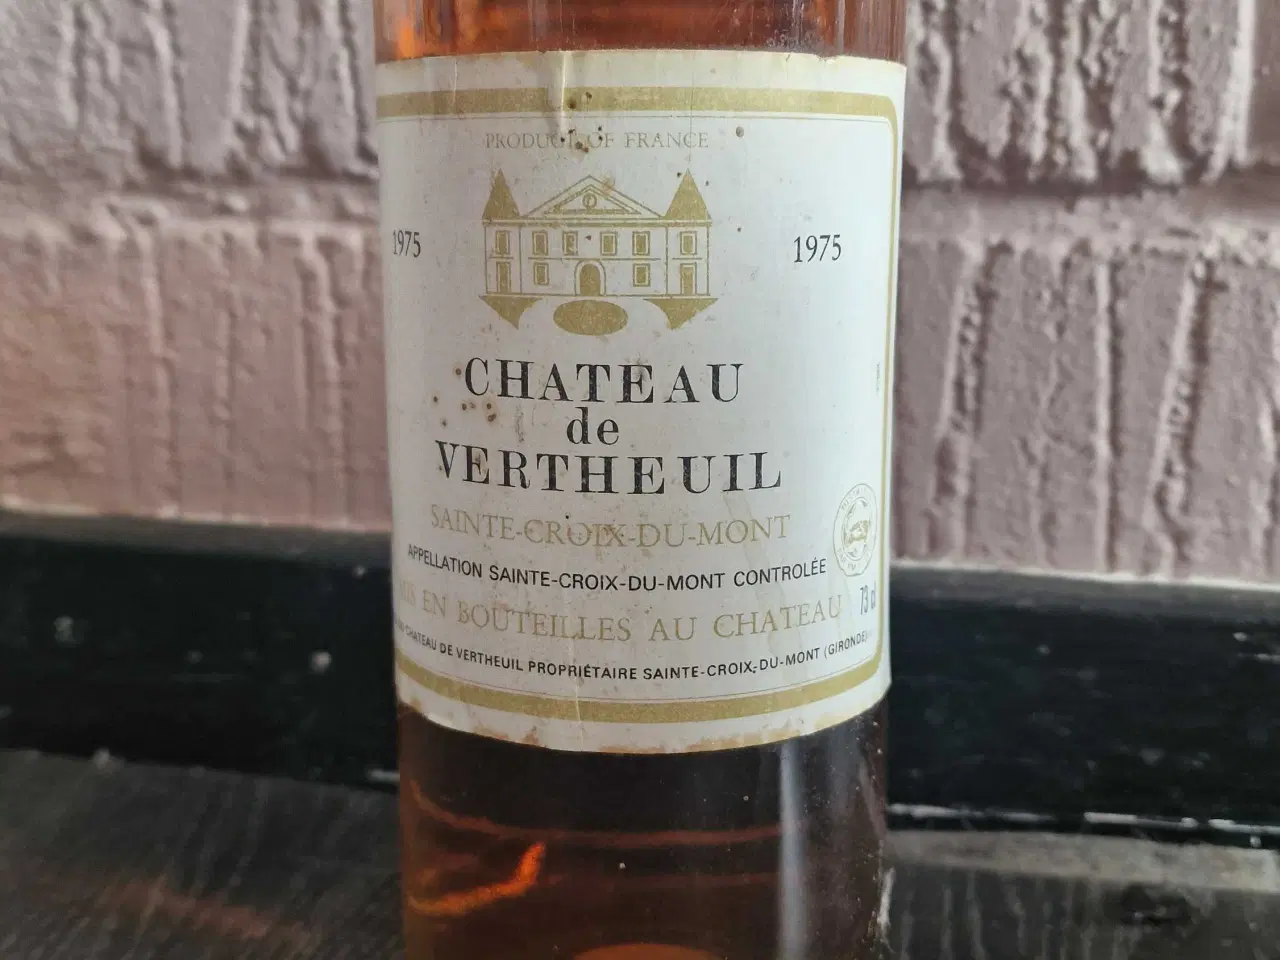 PRODUCT OF FRANCE
1975
1975
CHATEAU
de
VERTHEUIL
SAINTE-CROIX-DU-MONT
APPELLATION SAINTE-CROIX-DU-MONT CONTROLÉE
EN BOUTEILLES AU CHATEAU 73 cl
CHATEAU DE VERTHEUIL PROPRIÉTAIRE SAINTE-CROIX-DU-MONT (GIRONDE)